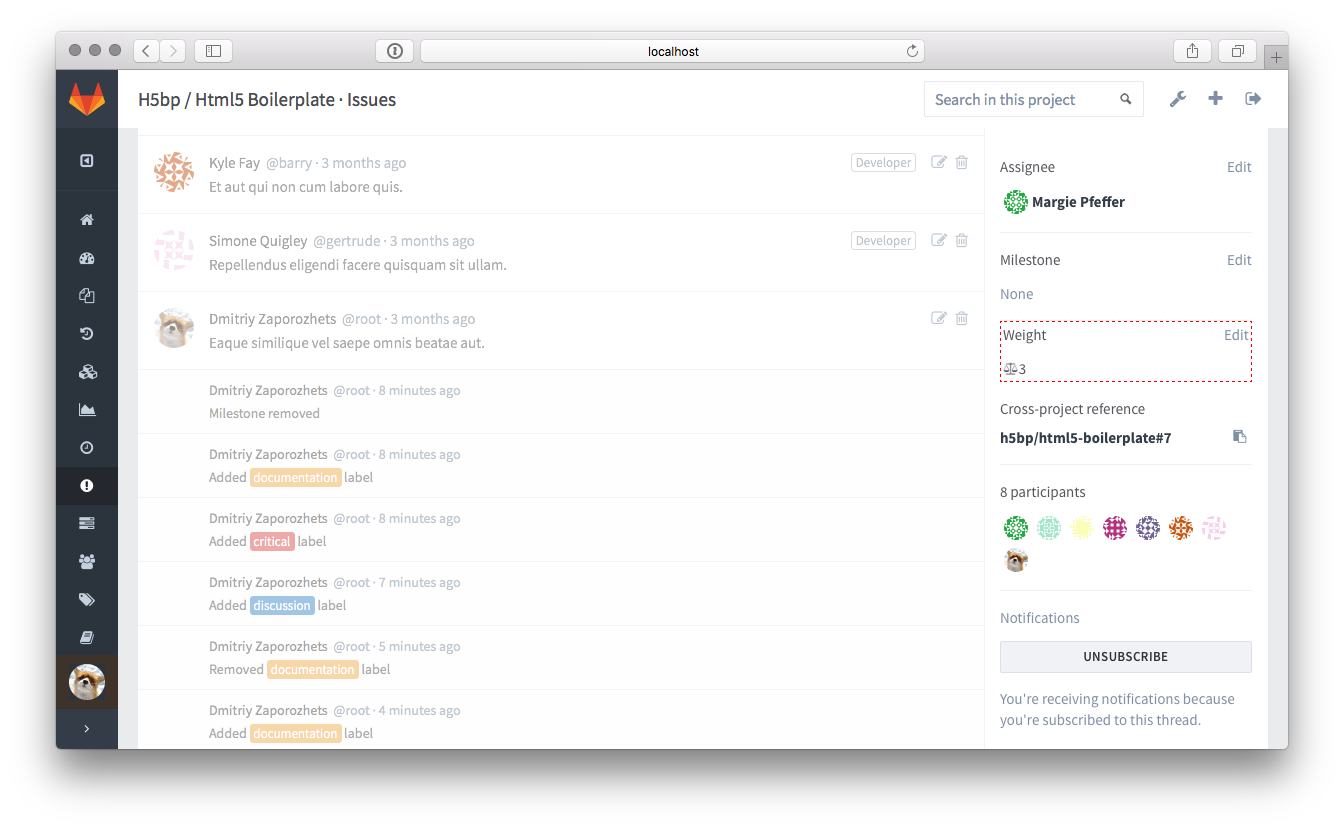 localhost
H5bp / Html5 Boilerplate · Issues
Search in this project
Kyle Fay @barry · 3 months ago
Developer
Et aut qui non cum labore quis.
Simone Quigley @gertrude · 3 months ago
Developer
Repellendus eligendi facere quisquam sit ullam.
Dmitriy Zaporozhets @root · 3 months ago
Eaque similique vel saepe omnis beatae aut.
Dmitriy Zaporozhets @root · 8 minutes ago
Milestone removed
Dmitriy Zaporozhets @root · 8 minutes ago
Added documentation label
Dmitriy Zaporozhets @root · 8 minutes ago
Added critical label
Dmitriy Zaporozhets @root · 7 minutes ago
Added discussion label
Dmitriy Zaporozhets @root · 5 minutes ago
Removed documentation label
Dmitriy Zaporozhets @root · 4 minutes ago
Added documentation label
Assignee Edit
Margie Pfeffer
Milestone Edit
None
Weight Edit
3
Cross-project reference
h5bp/html5-boilerplate#7
8 participants
Notifications
UNSUBSCRIBE
You're receiving notifications because
you're subscribed to this thread.